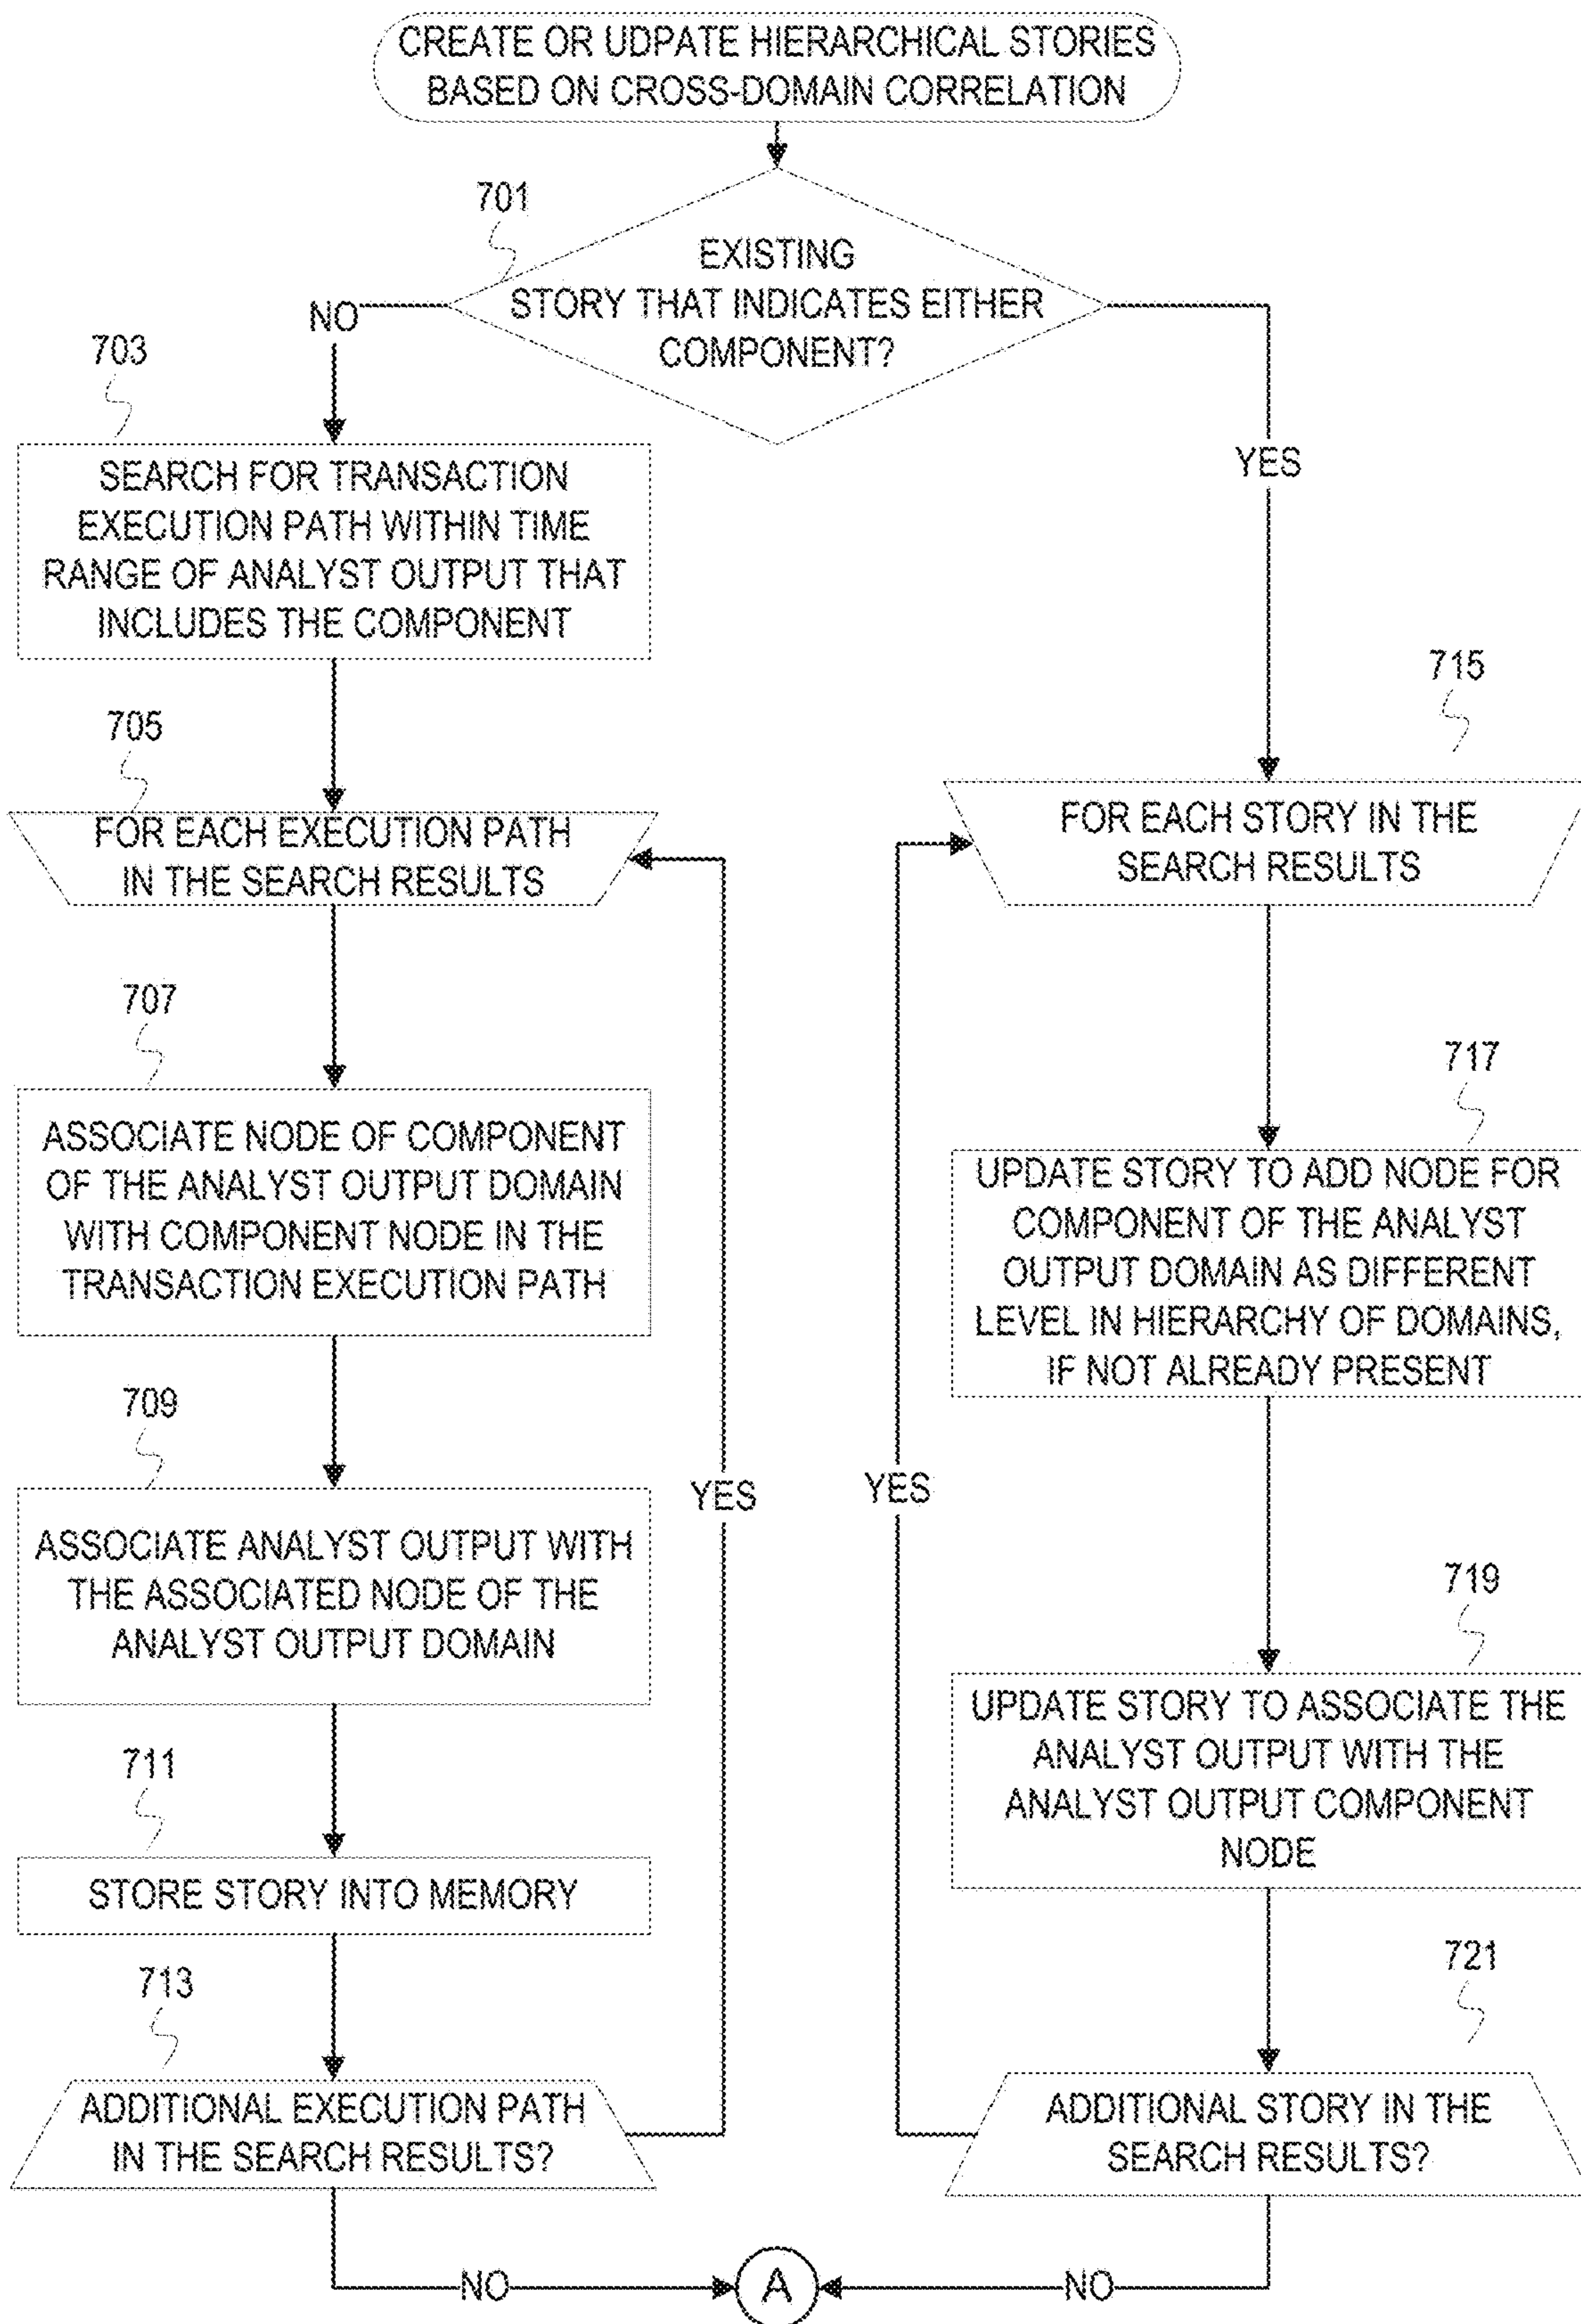 CREATE OR UDPATE HIERARCHICAL STORIES
BASED ON CROSS-DOMAIN CORRELATION
701
EXISTING
STORY THAT INDICATES EITHER
COMPONENT?
NO
YES
703
SEARCH FOR TRANSACTION
EXECUTION PATH WITHIN TIME
RANGE OF ANALYST OUTPUT THAT
INCLUDES THE COMPONENT
705
FOR EACH EXECUTION PATH
IN THE SEARCH RESULTS
707
ASSOCIATE NODE OF COMPONENT
OF THE ANALYST OUTPUT DOMAIN
WITH COMPONENT NODE IN THE
TRANSACTION EXECUTION PATH
709
ASSOCIATE ANALYST OUTPUT WITH
THE ASSOCIATED NODE OF THE
ANALYST OUTPUT DOMAIN
711
STORE STORY INTO MEMORY
713
ADDITIONAL EXECUTION PATH
IN THE SEARCH RESULTS?
YES
NO
715
FOR EACH STORY IN THE
SEARCH RESULTS
717
UPDATE STORY TO ADD NODE FOR
COMPONENT OF THE ANALYST
OUTPUT DOMAIN AS DIFFERENT
LEVEL IN HIERARCHY OF DOMAINS,
IF NOT ALREADY PRESENT
719
UPDATE STORY TO ASSOCIATE THE
ANALYST OUTPUT WITH THE
ANALYST OUTPUT COMPONENT
NODE
721
ADDITIONAL STORY IN THE
SEARCH RESULTS?
YES
NO
A